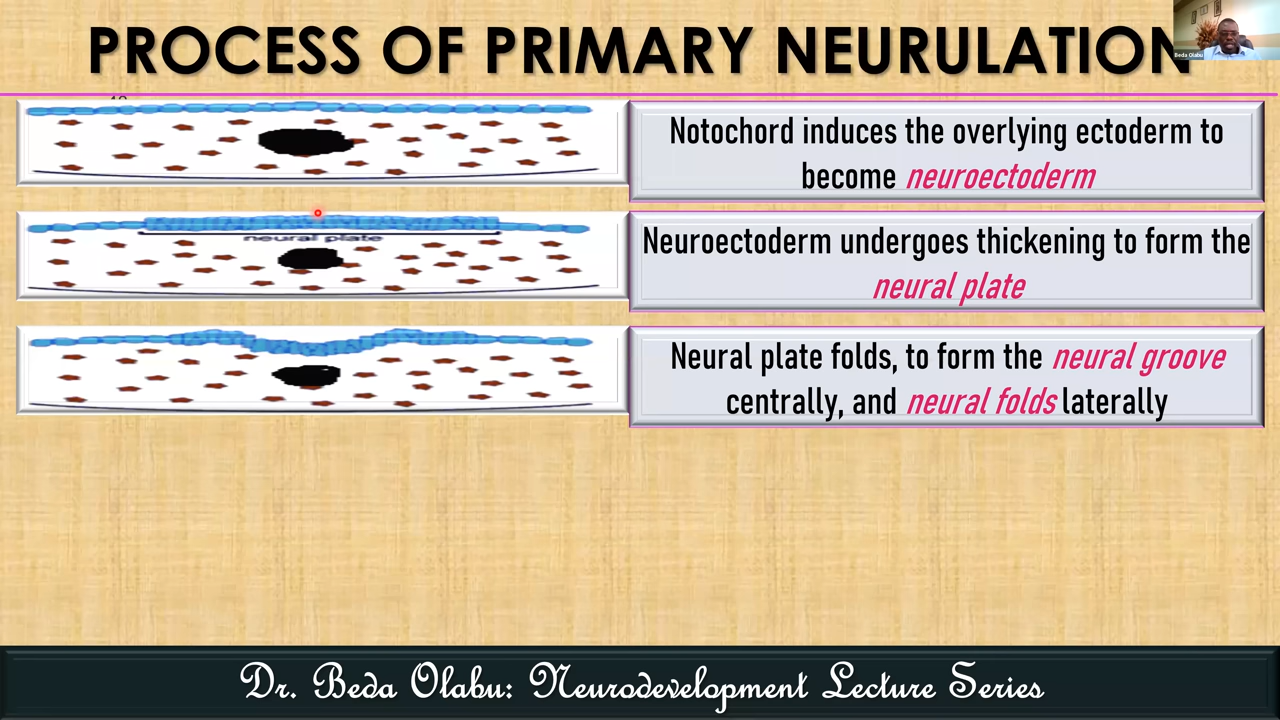 PROCESS OF PRIMARY NEURULATION
Beda Olabu
Notochord induces the overlying ectoderm to
become neuroectoderm
neural plate
Neuroectoderm undergoes thickening to form the
neural plate
Neural plate folds, to form the neural groove
centrally, and neural folds laterally
Dr. Beda Olabu: Neurodevelopment Lecture Series